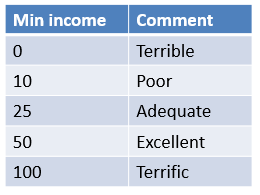 Min income Comment
0 Terrible
10 Poor
25 Adequate
50 Excellent
100 Terrific